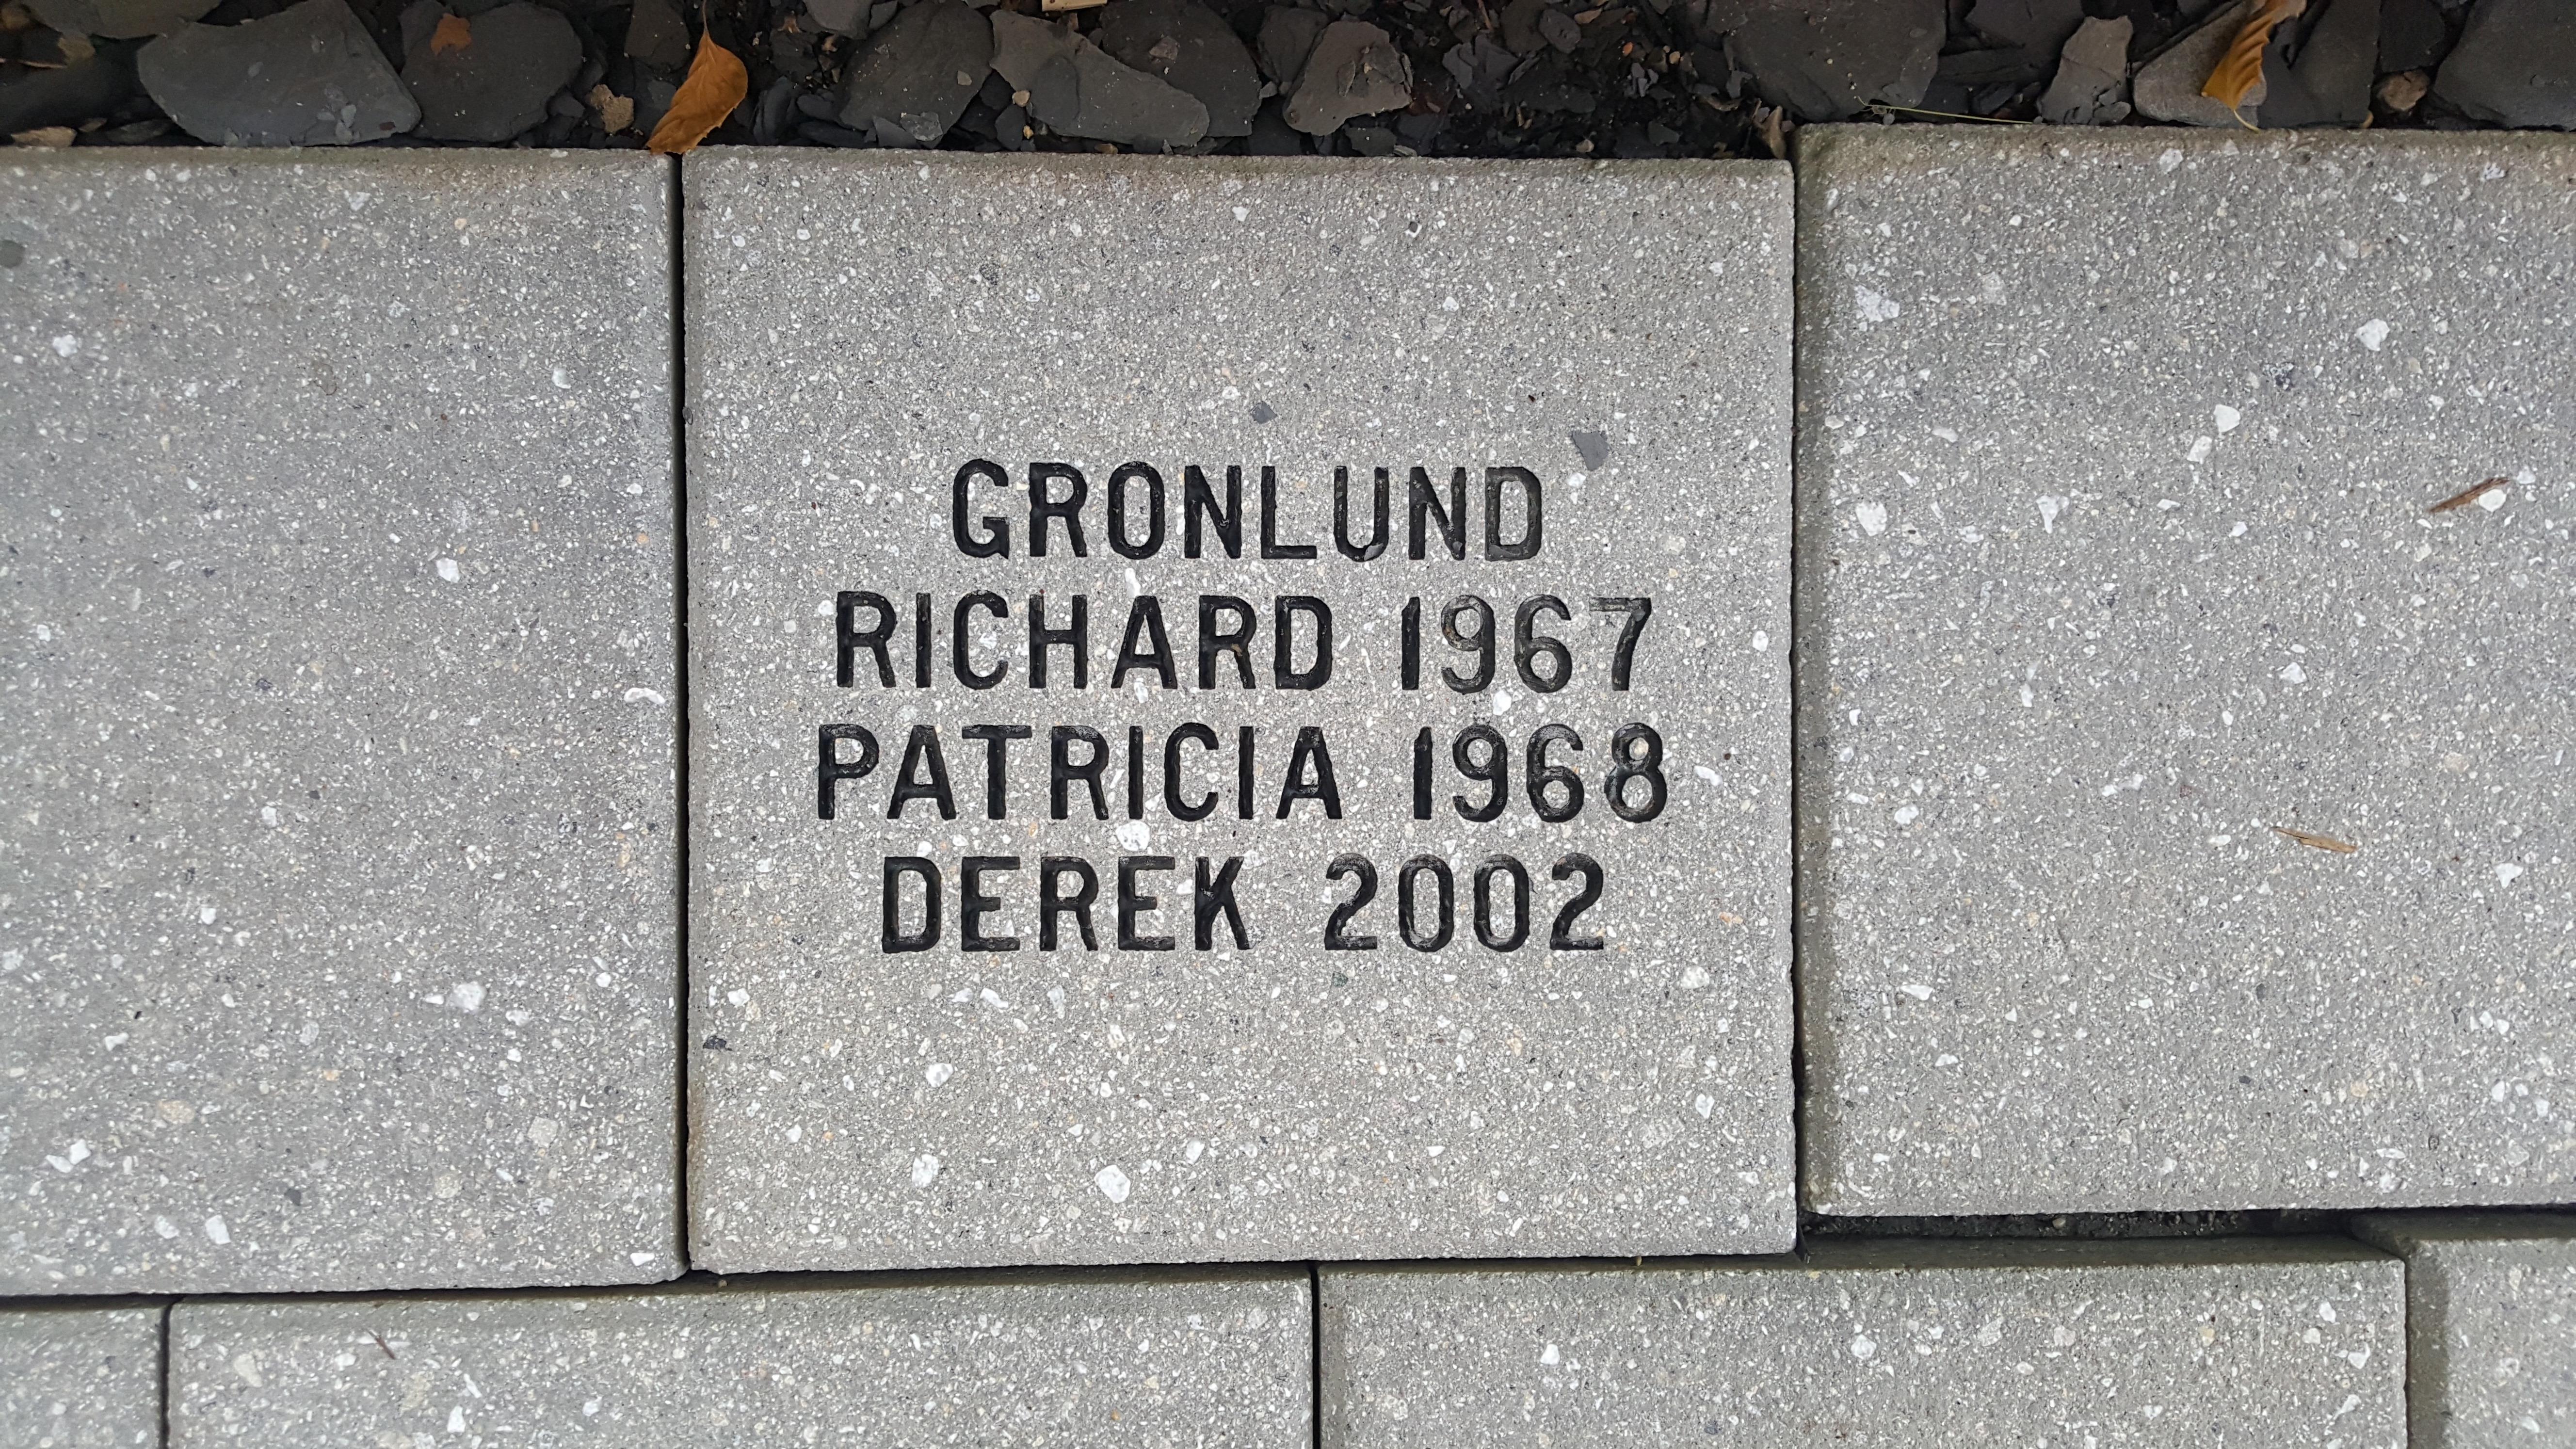 GRONLUND
RICHARD 1967
PATRICIA 1968
DEREK 2002